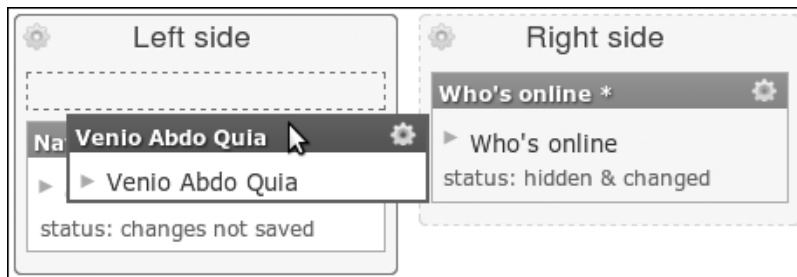 Left side
Na
Venio Abdo Quia
Venio Abdo Quia
status: changes not saved
Right side
Who's online *
Who's online
status: hidden & changed